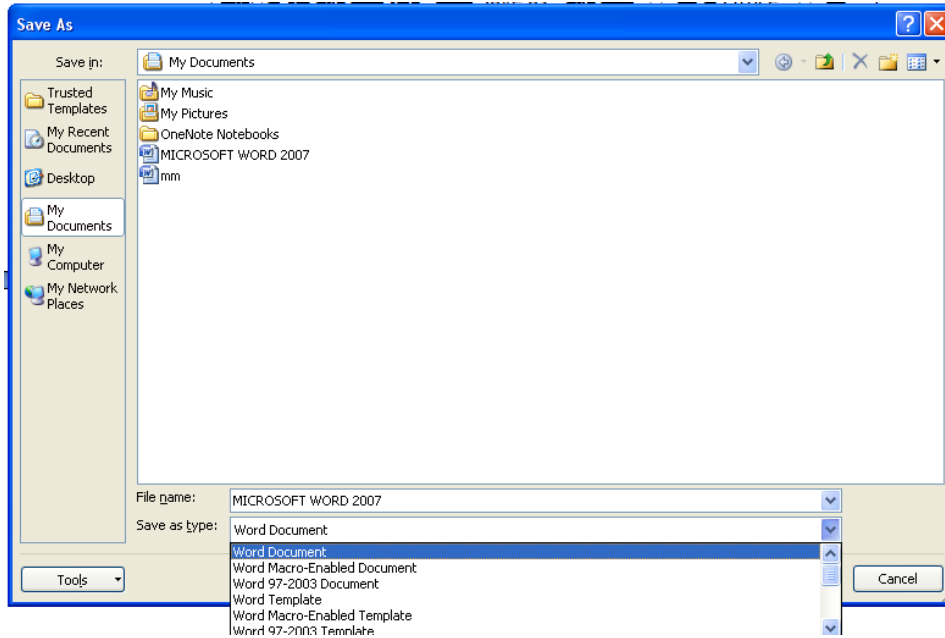 Save As
Save in:
My Documents
Trusted
Templates
My Recent
Documents
Desktop
My
Documents
My
Computer
My Network
Places
My Music
My Pictures
OneNote Notebooks
MICROSOFT WORD 2007
mm
File name:
MICROSOFT WORD 2007
Save as type:
Word Document
Word Document
Word Macro-Enabled Document
Word 97-2003 Document
Word Template
Word Macro-Enabled Template
Word 97-2003 Template
Tools
Cancel